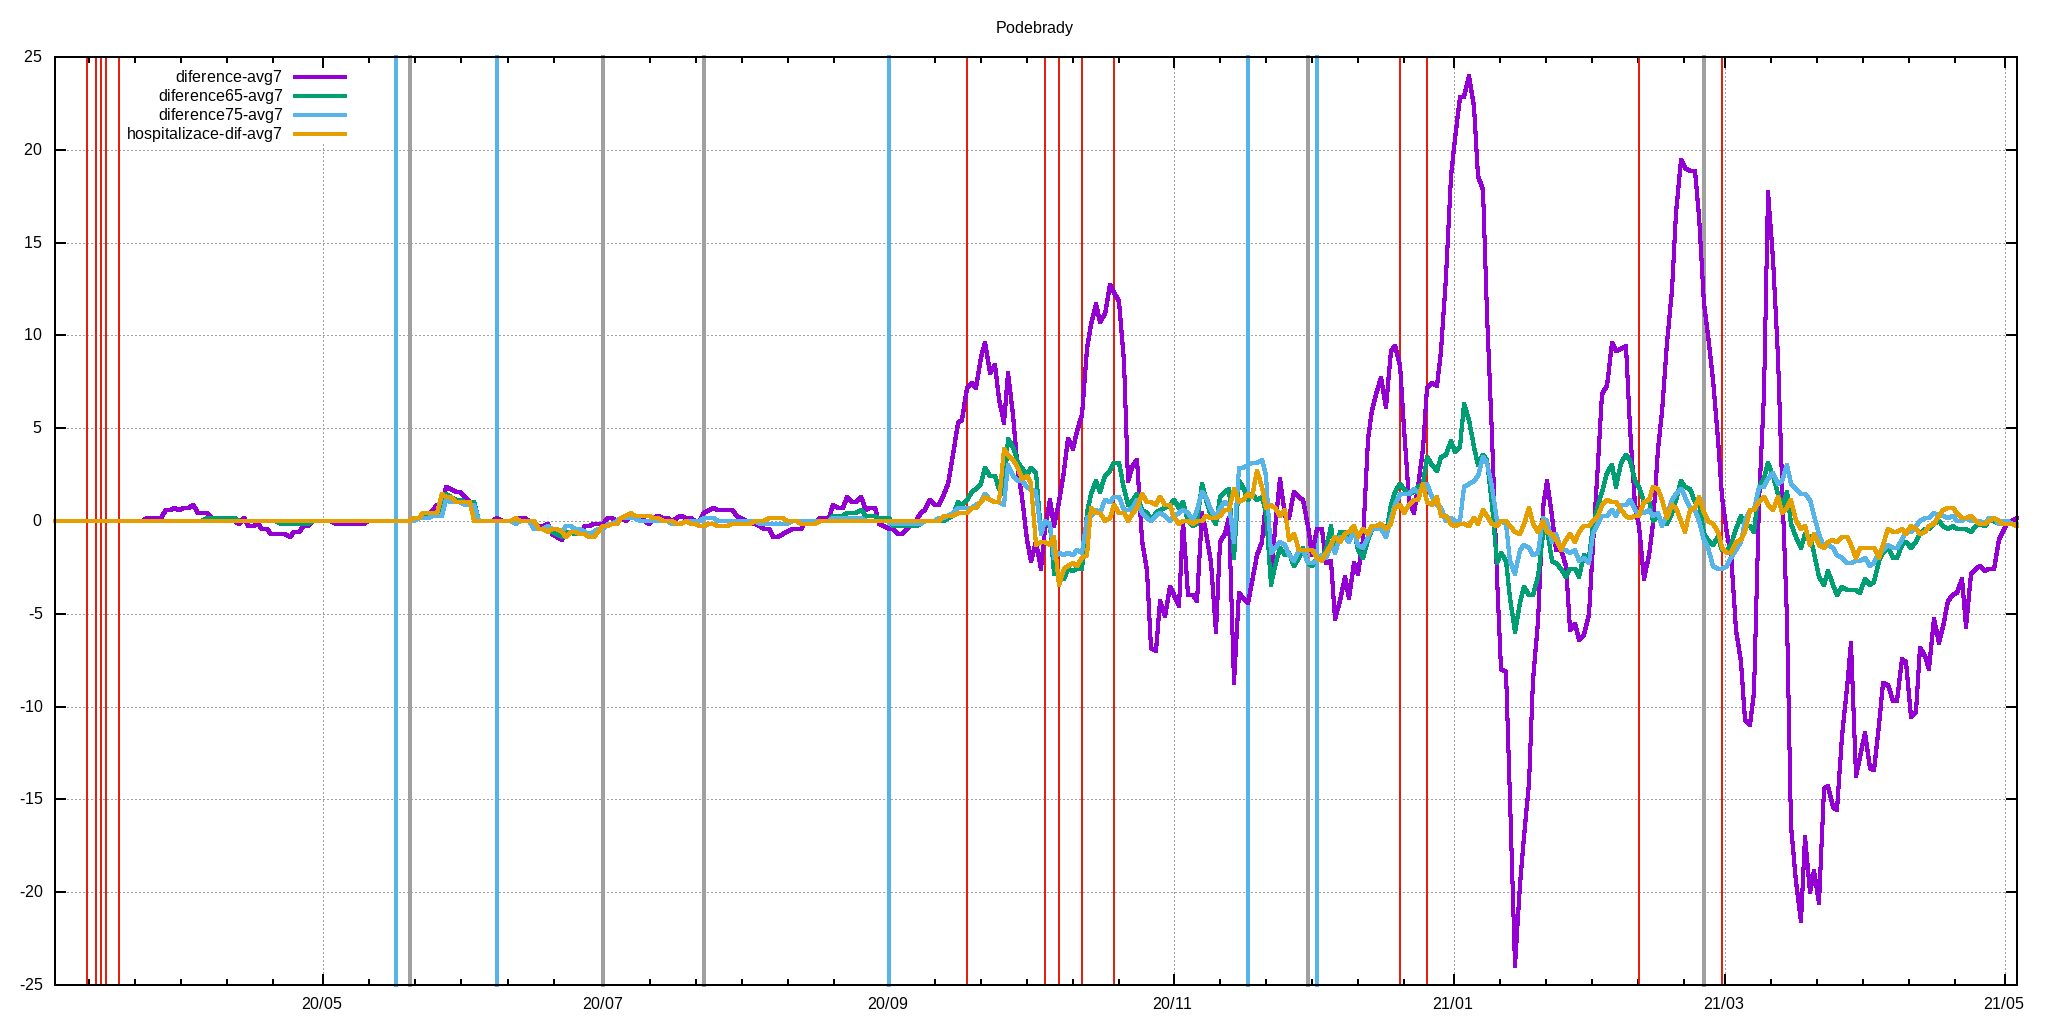 Podebrady
25
diference-avg7
diference65-avg7
diference75-avg7
hospitalizace-dif-avg7
20
15
10
5
0
-5
-10
-15
-20
-25
20/05 20/07 20/09 20/11 21/01 21/03 21/05